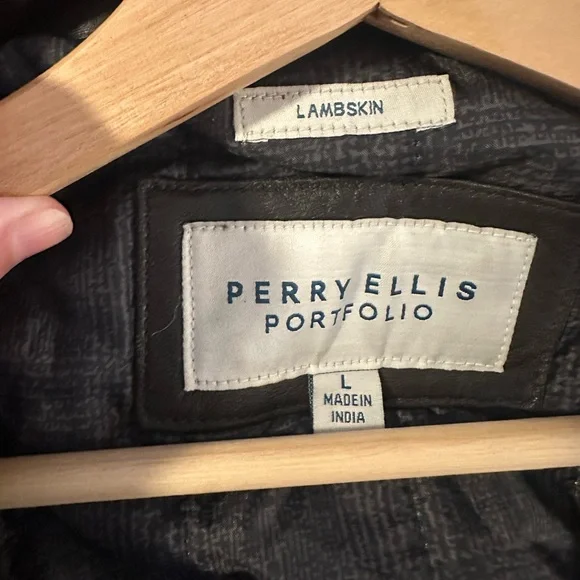 LAMBSKIN
PERRY ELLIS
PORTFOLIO
L
MADE IN
INDIA